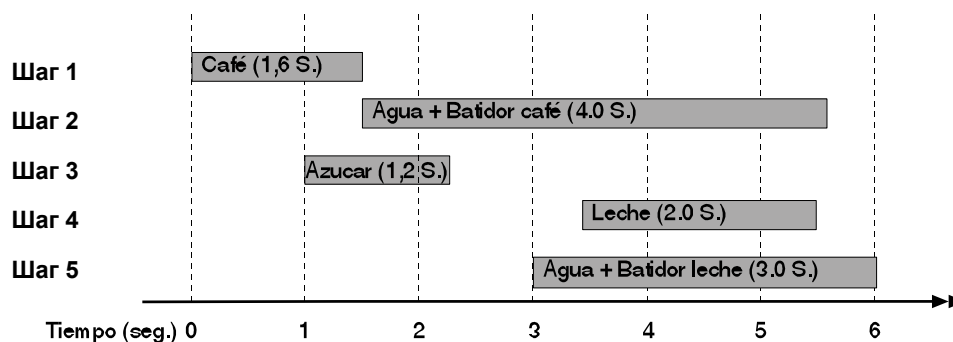 Шаг 1 Café (1,6 S.)
Шаг 2 Agua + Batidor café (4.0 S.)
Шаг 3 Azucar (1,2 S.)
Шаг 4 Leche (2.0 S.)
Шаг 5 Agua + Batidor leche (3.0 S.)
Tiempo (seg.) 0 1 2 3 4 5 6